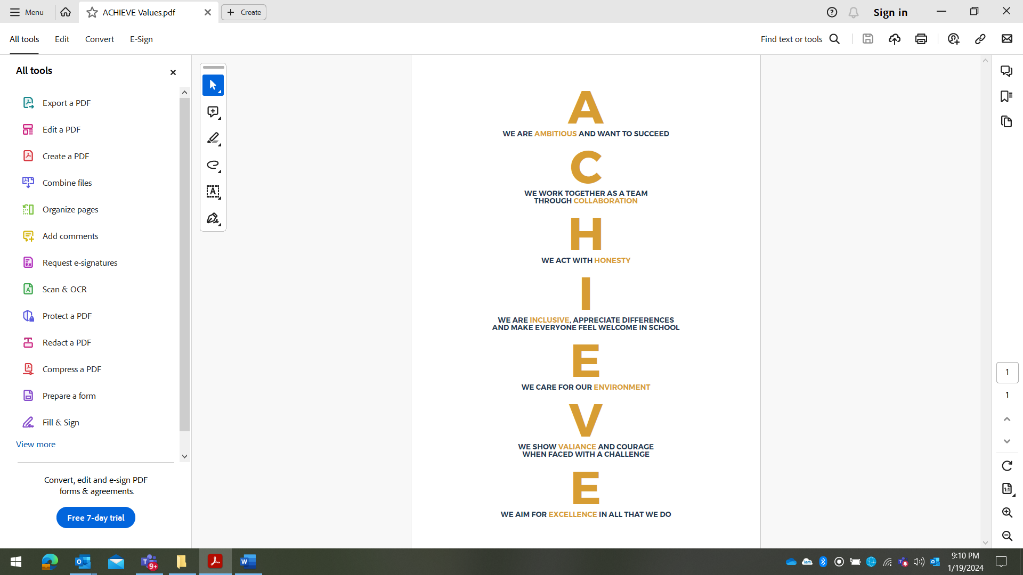 Menu
ACHIEVE Values.pdf
Create
Sign in
All tools
Edit
Convert
E-Sign
Find text or tools
All tools
Export a PDF
Edit a PDF
Create a PDF
Combine files
Organize pages
Add comments
Request e-signatures
Scan & OCR
Protect a PDF
Redact a PDF
Compress a PDF
Prepare a form
Fill & Sign
View more
Convert, edit and e-sign PDF
forms & agreements.
Free 7-day trial
A
WE ARE AMBITIOUS AND WANT TO SUCCEED
C
WE WORK TOGETHER AS A TEAM
THROUGH COLLABORATION
H
WE ACT WITH HONESTY
I
WE ARE INCLUSIVE, APPRECIATE DIFFERENCES
AND MAKE EVERYONE FEEL WELCOME IN SCHOOL
E
WE CARE FOR OUR ENVIRONMENT
V
WE SHOW VALIANCE AND COURAGE
WHEN FACED WITH A CHALLENGE
E
WE AIM FOR EXCELLENCE IN ALL THAT WE DO
1
1
9+
9:10 PM
1/19/2024